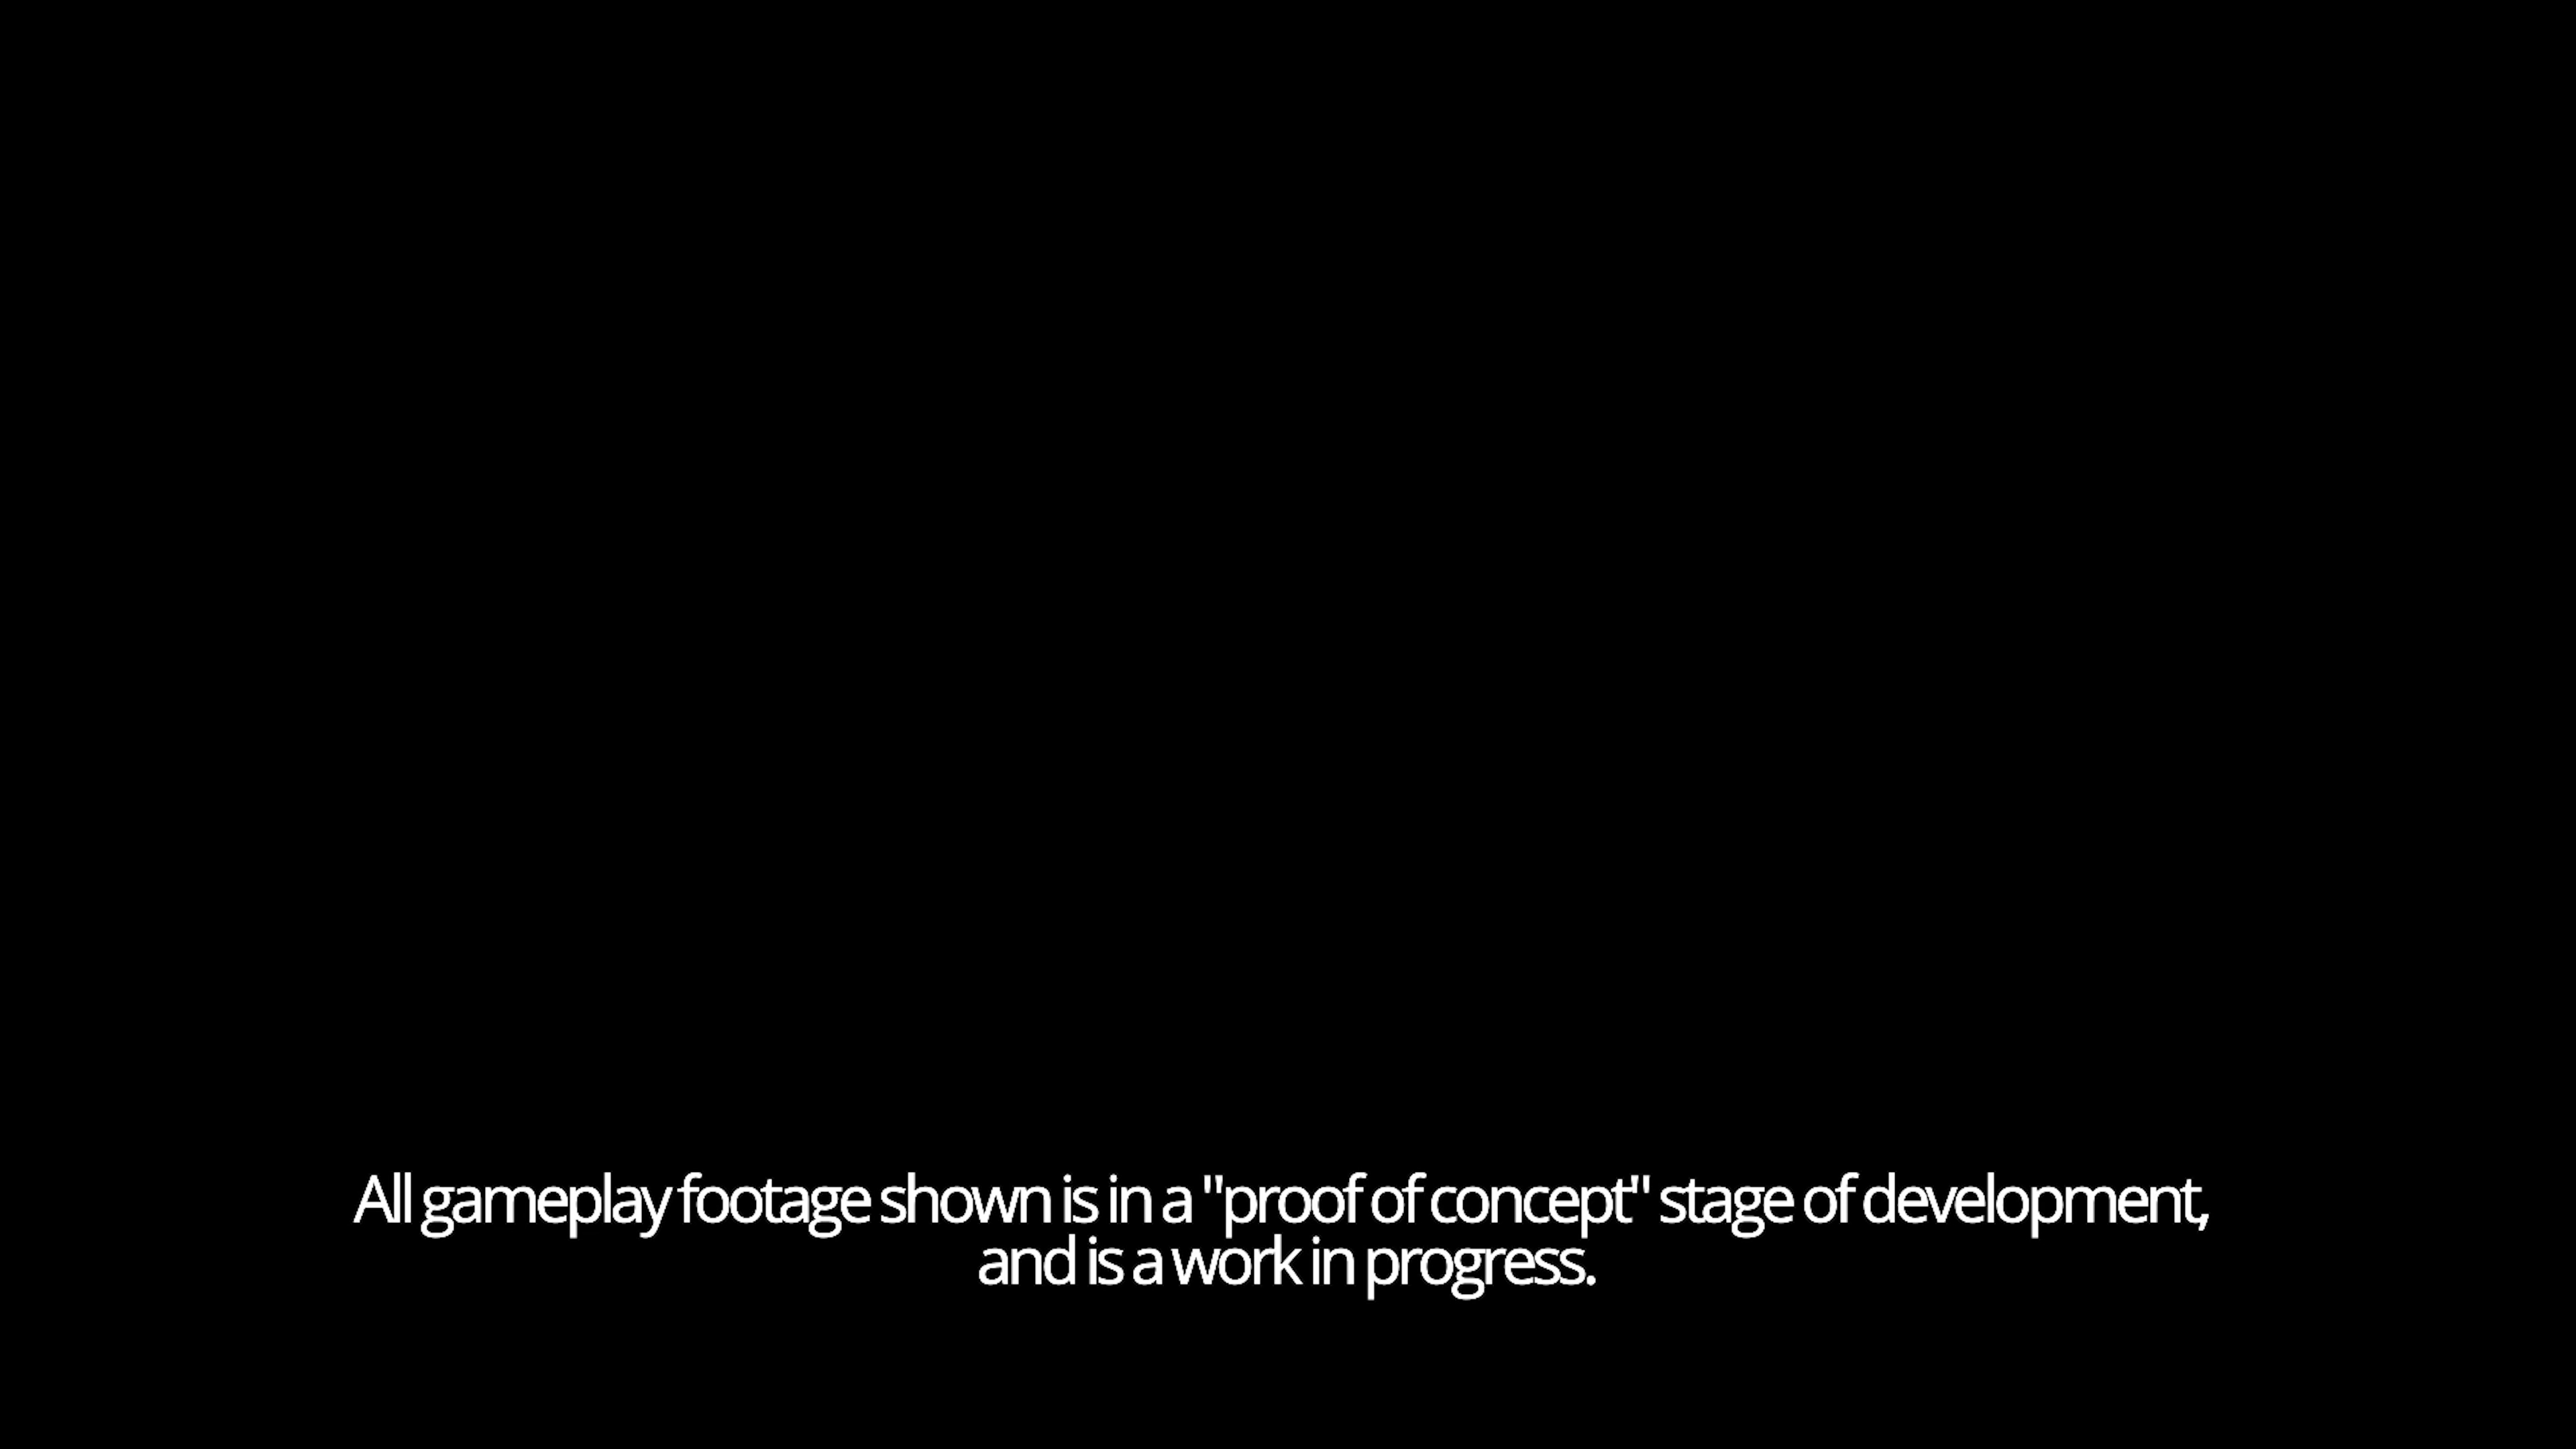 All gameplay footage shown is in a "proof of concept" stage of development,
and is a work in progress.